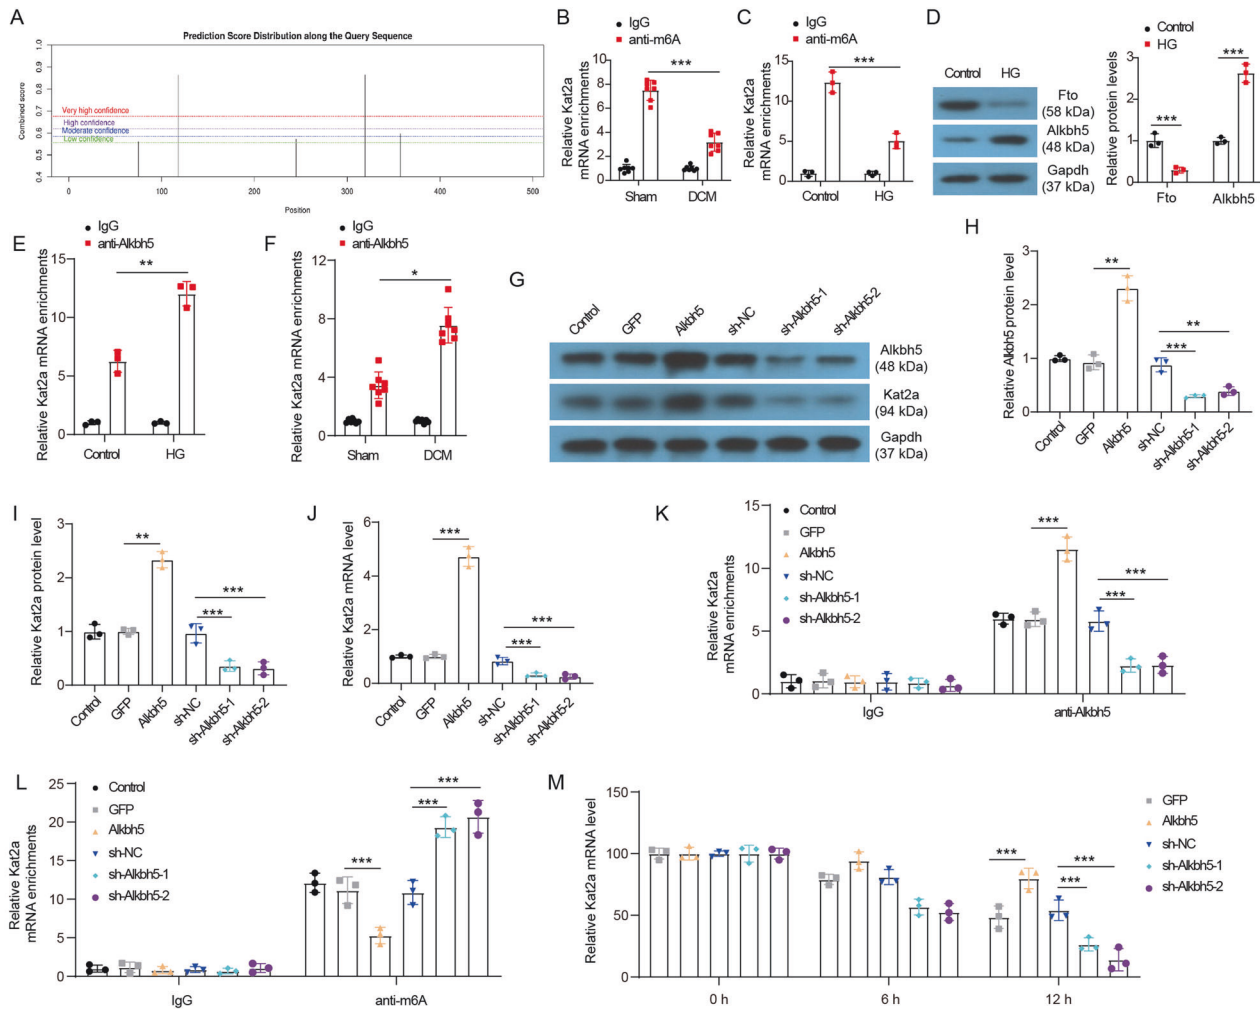 A
Prediction Score Distribution along the Query Sequence
Combined score
1.0
0.9
0.8
0.7
0.6
0.5
0.4
Very high confidence
High confidence
Moderate confidence
Low confidence
0
100
200
300
400
500
Position
B
IgG
anti-m6A
Relative Kat2a
mRNA enrichments
10
8
6
4
2
0
***
Sham
DCM
C
IgG
anti-m6A
Relative Kat2a
mRNA enrichments
15
10
5
0
***
Control
HG
D
Control
HG
Fto
(58 kDa)
Alkbh5
(48 kDa)
Gapdh
(37 kDa)
Control
HG
Relative protein levels
3
2
1
0
***
***
Fto
Alkbh5
E
IgG
anti-Alkbh5
Relative Kat2a mRNA enrichments
15
10
5
0
**
Control
HG
F
IgG
anti-Alkbh5
Relative Kat2a mRNA enrichments
12
8
4
0
*
Sham
DCM
G
Control
GFP
Alkbh5
sh-NC
sh-Alkbh5-1
sh-Alkbh5-2
Alkbh5
(48 kDa)
Kat2a
(94 kDa)
Gapdh
(37 kDa)
H
Relative Alkb5 protein level
3
2
1
0
**
***
**
Control
GFP
Alkbh5
sh-NC
sh-Alkbh5-1
sh-Alkbh5-2
I
Relative Kat2a protein level
3
2
1
0
**
***
***
Control
GFP
Alkbh5
sh-NC
sh-Alkbh5-1
sh-Alkbh5-2
J
Relative Kat2a mRNA level
6
4
2
0
***
***
***
Control
GFP
Alkbh5
sh-NC
sh-Alkbh5-1
sh-Alkbh5-2
K
Control
GFP
Alkbh5
sh-NC
sh-Alkbh5-1
sh-Alkbh5-2
Relative Kat2a
mRNA enrichments
15
10
5
0
***
***
***
IgG
anti-Alkbh5
L
Control
GFP
Alkbh5
sh-NC
sh-Alkbh5-1
sh-Alkbh5-2
Relative Kat2a
mRNA enrichments
25
20
15
10
5
0
***
***
***
IgG
anti-m6A
M
Relative Kat2a mRNA level
150
100
50
0
***
***
***
0 h
6 h
12 h
GFP
Alkbh5
sh-NC
sh-Alkbh5-1
sh-Alkbh5-2